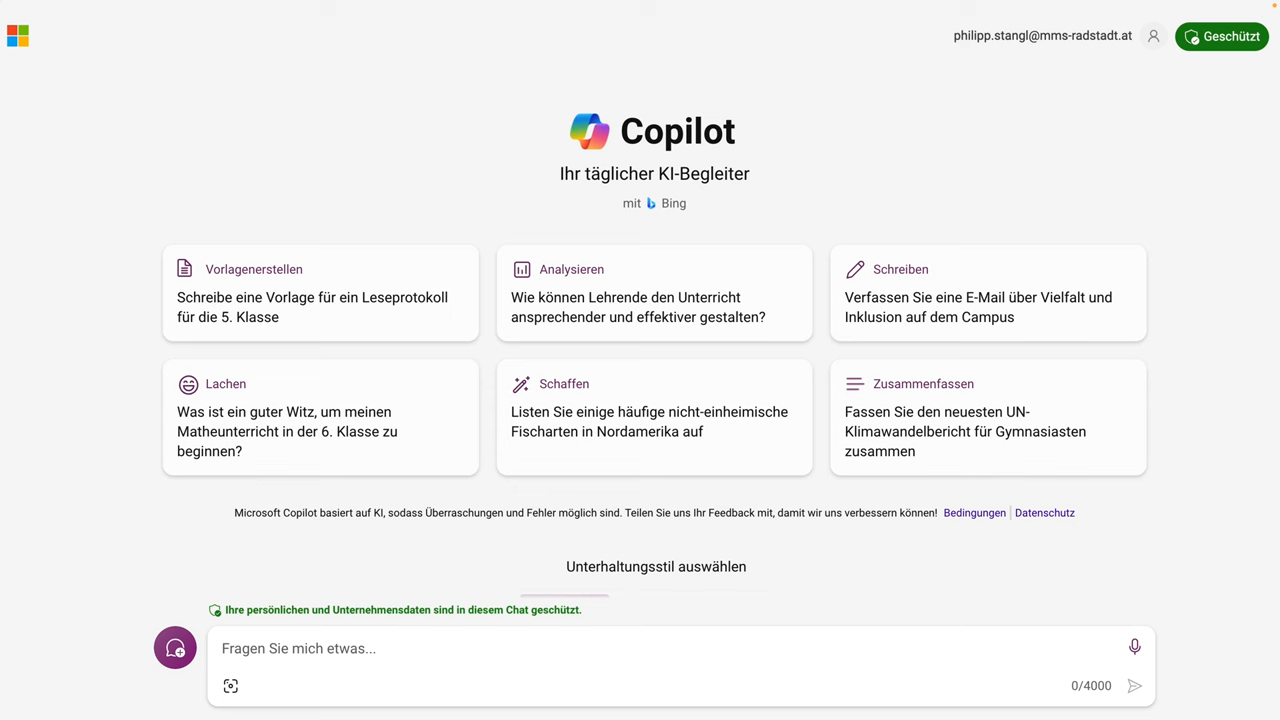 philipp.stangl@mms-radstadt.at
Geschützt
Copilot
Ihr täglicher KI-Begleiter
mit Bing
Vorlagenerstellen
Schreibe eine Vorlage für ein Leseprotokoll
für die 5. Klasse
Analysieren
Wie können Lehrende den Unterricht
ansprechender und effektiver gestalten?
Schreiben
Verfassen Sie eine E-Mail über Vielfalt und
Inklusion auf dem Campus
Lachen
Was ist ein guter Witz, um meinen
Matheunterricht in der 6. Klasse zu
beginnen?
Schaffen
Listen Sie einige häufige nicht-einheimische
Fischarten in Nordamerika auf
Zusammenfassen
Fassen Sie den neuesten UN-
Klimawandelbericht für Gymnasiasten
zusammen
Microsoft Copilot basiert auf KI, sodass Überraschungen und Fehler möglich sind. Teilen Sie uns Ihr Feedback mit, damit wir uns verbessern können! Bedingungen | Datenschutz
Unterhaltungsstil auswählen
Ihre persönlichen und Unternehmensdaten sind in diesem Chat geschützt.
Fragen Sie mich etwas...
0/4000